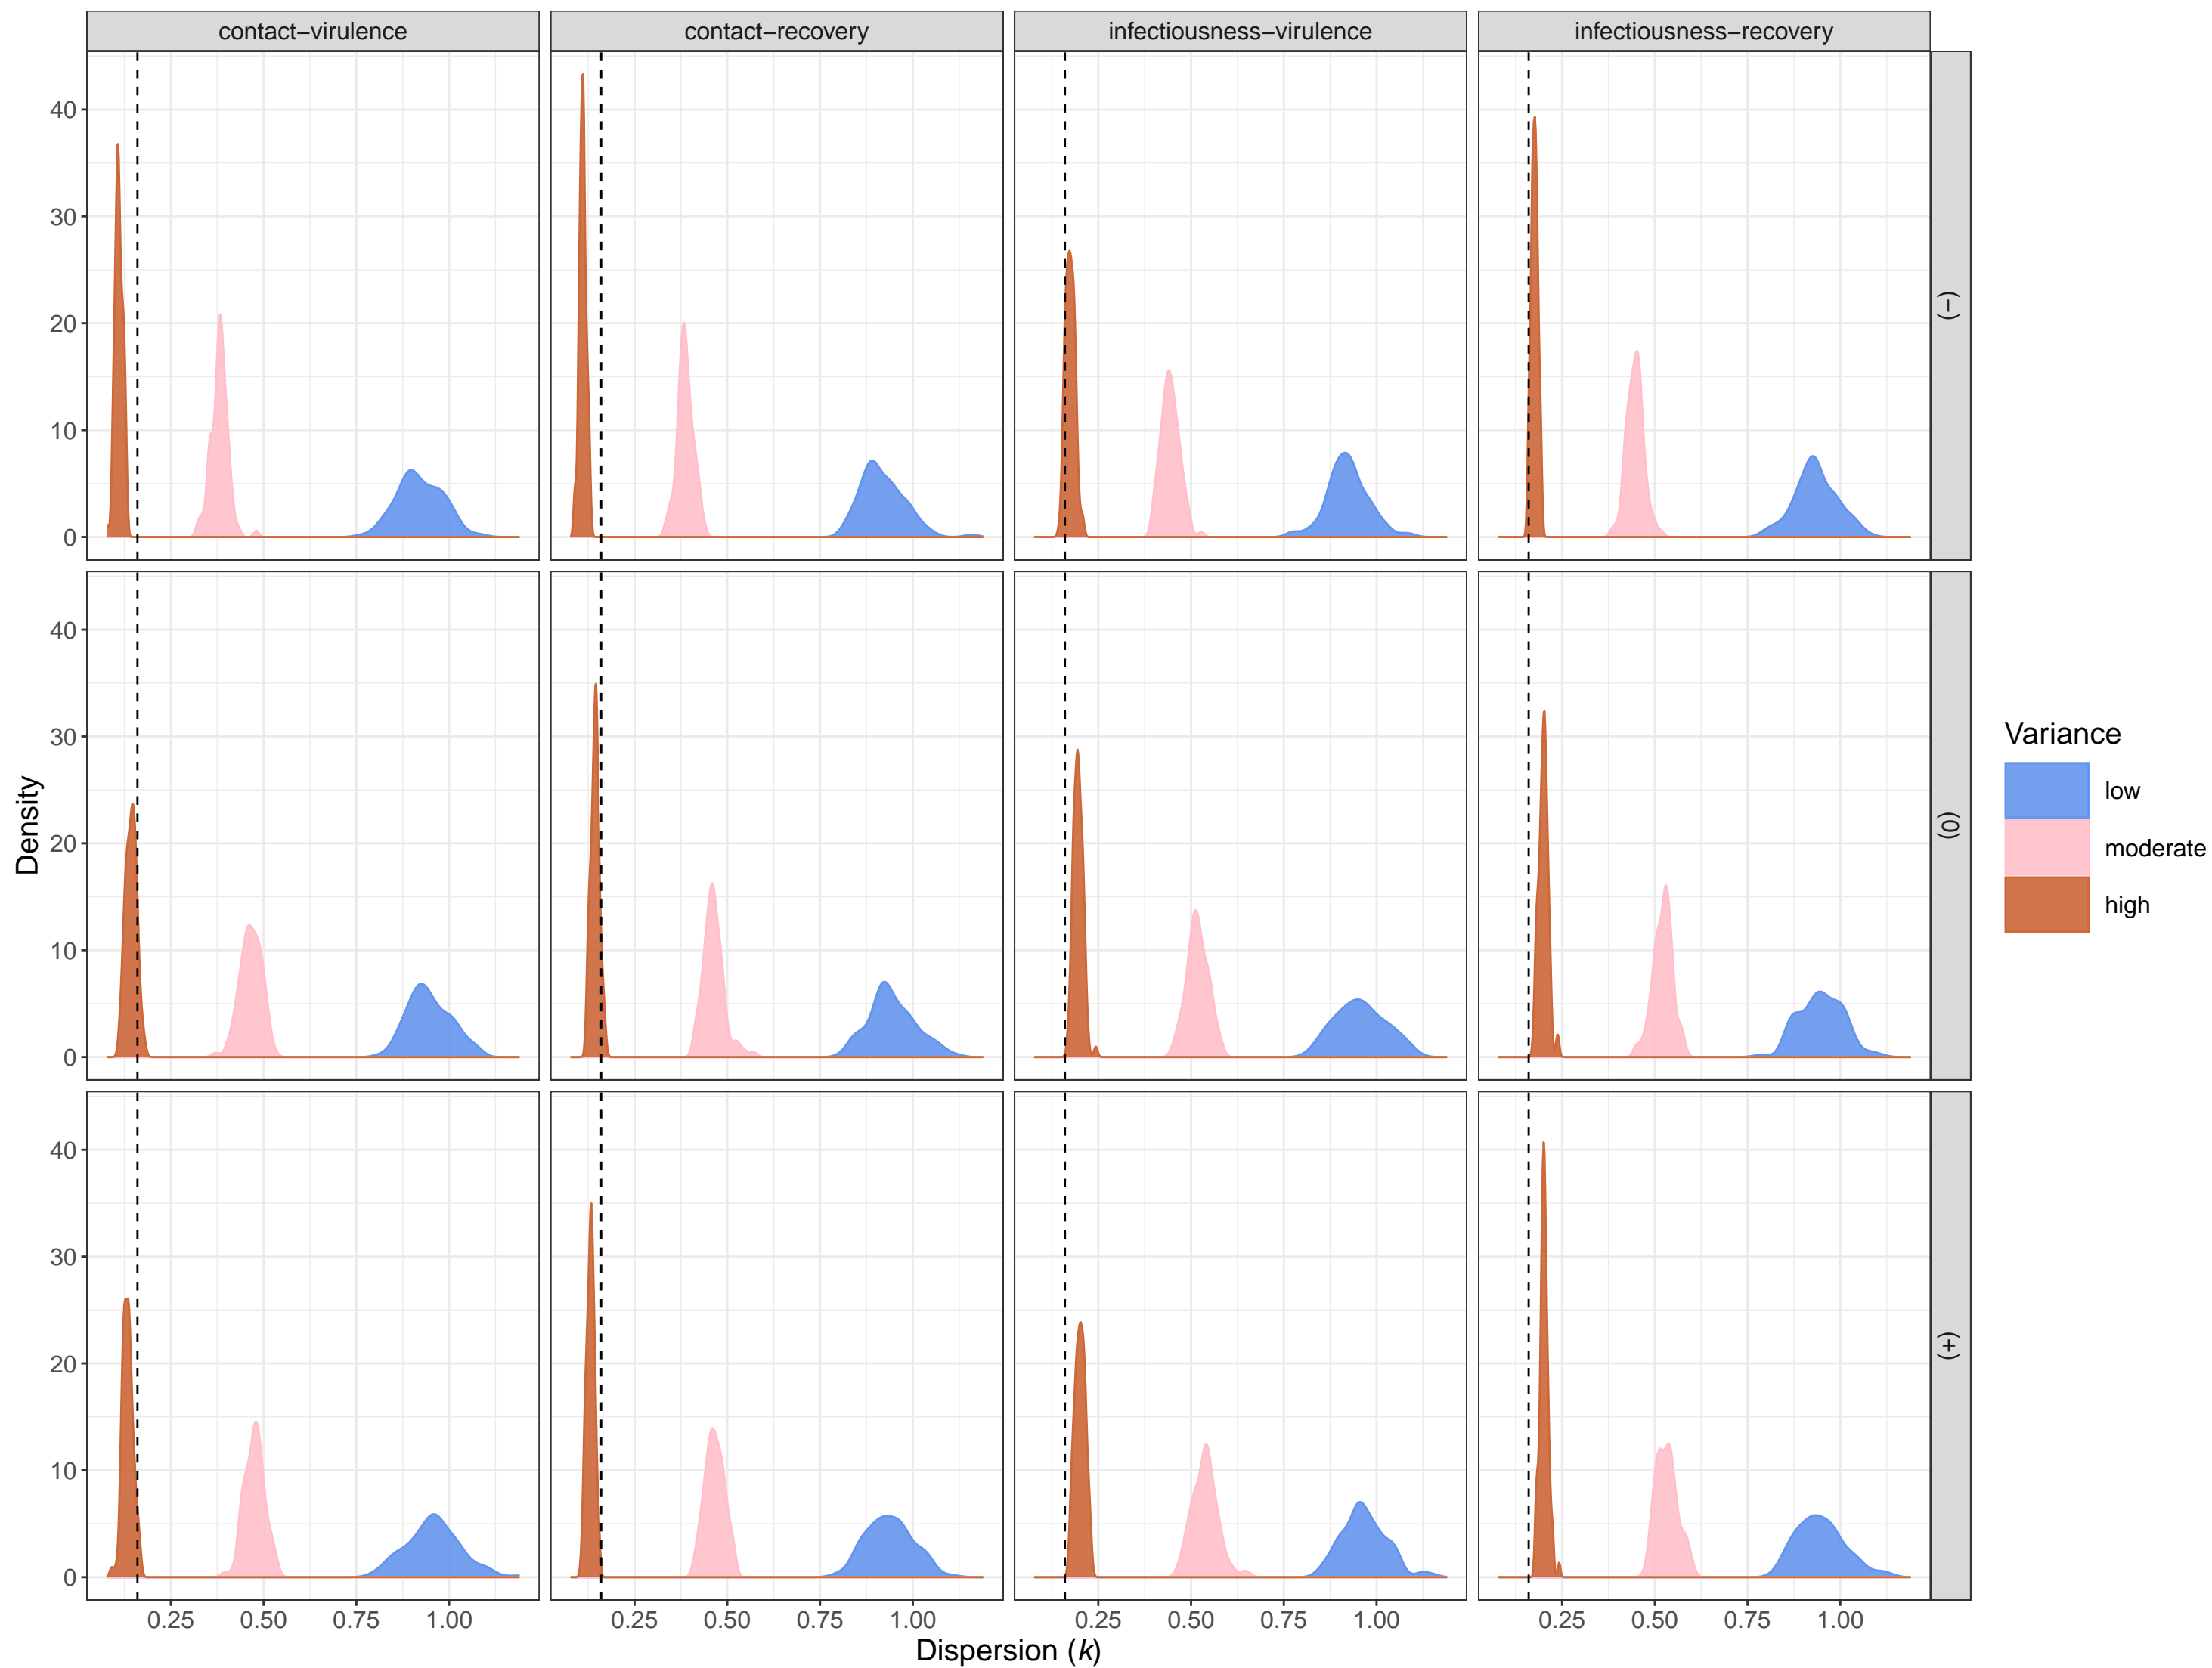 contact−virulence
contact−recovery
infectiousness−virulence
infectiousness−recovery
40
30
20
10
0
(−)
40
30
20
10
0
(0)
40
30
20
10
0
(+)
0.25 0.50 0.75 1.00
0.25 0.50 0.75 1.00
0.25 0.50 0.75 1.00
0.25 0.50 0.75 1.00
Density
Dispersion (k)
Variance
low
moderate
high